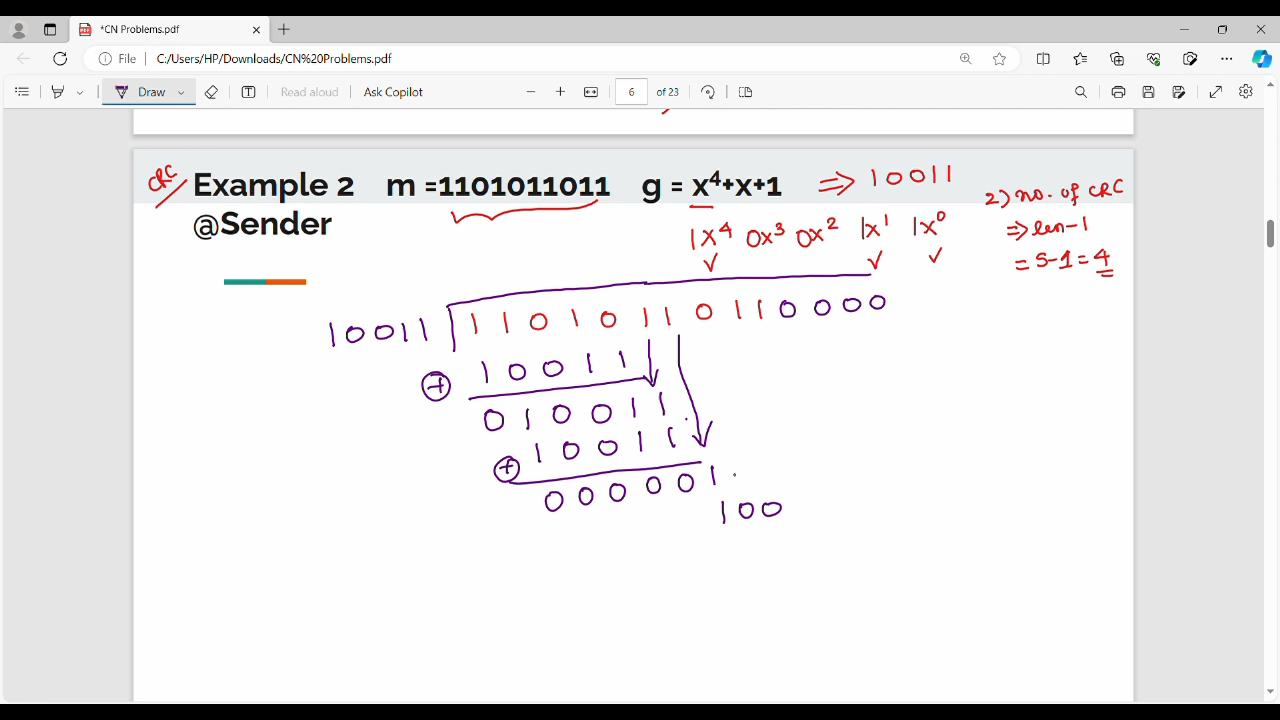 *CN Problems.pdf
File C:/Users/HP/Downloads/CN%20Problems.pdf
Draw Read aloud Ask Copilot 6 of 23
CRC Example 2 m =1101011011 g = x⁴+x+1 ⇒ 10011
@Sender
1x⁴ 0x³ 0x² 1x¹ 1x⁰
2) no. of CRC
⇒ len-1
= 5-1 = 4
10011 11010110110000
+ 10011
010011
+ 10011
000001
100